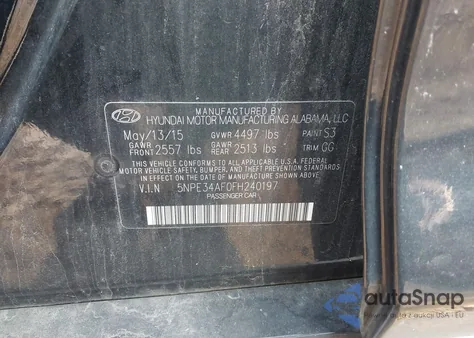 MANUFACTURED BY
HYUNDAI MOTOR MANUFACTURING ALABAMA, LLC
May/13/15 GVWR 4497 lbs PAINT S3
GAWR FRONT 2557 lbs GAWR REAR 2513 lbs TRIM GG
THIS VEHICLE CONFORMS TO ALL APPLICABLE U.S. FEDERAL
MOTOR VEHICLE SAFETY, BUMPER, AND THEFT PREVENTION
STANDARDS IN EFFECT ON THE DATE OF MANUFACTURE SHOWN ABOVE.
V.I.N 5NPE34AF0FH240197
PASSENGER CAR
autoSnap